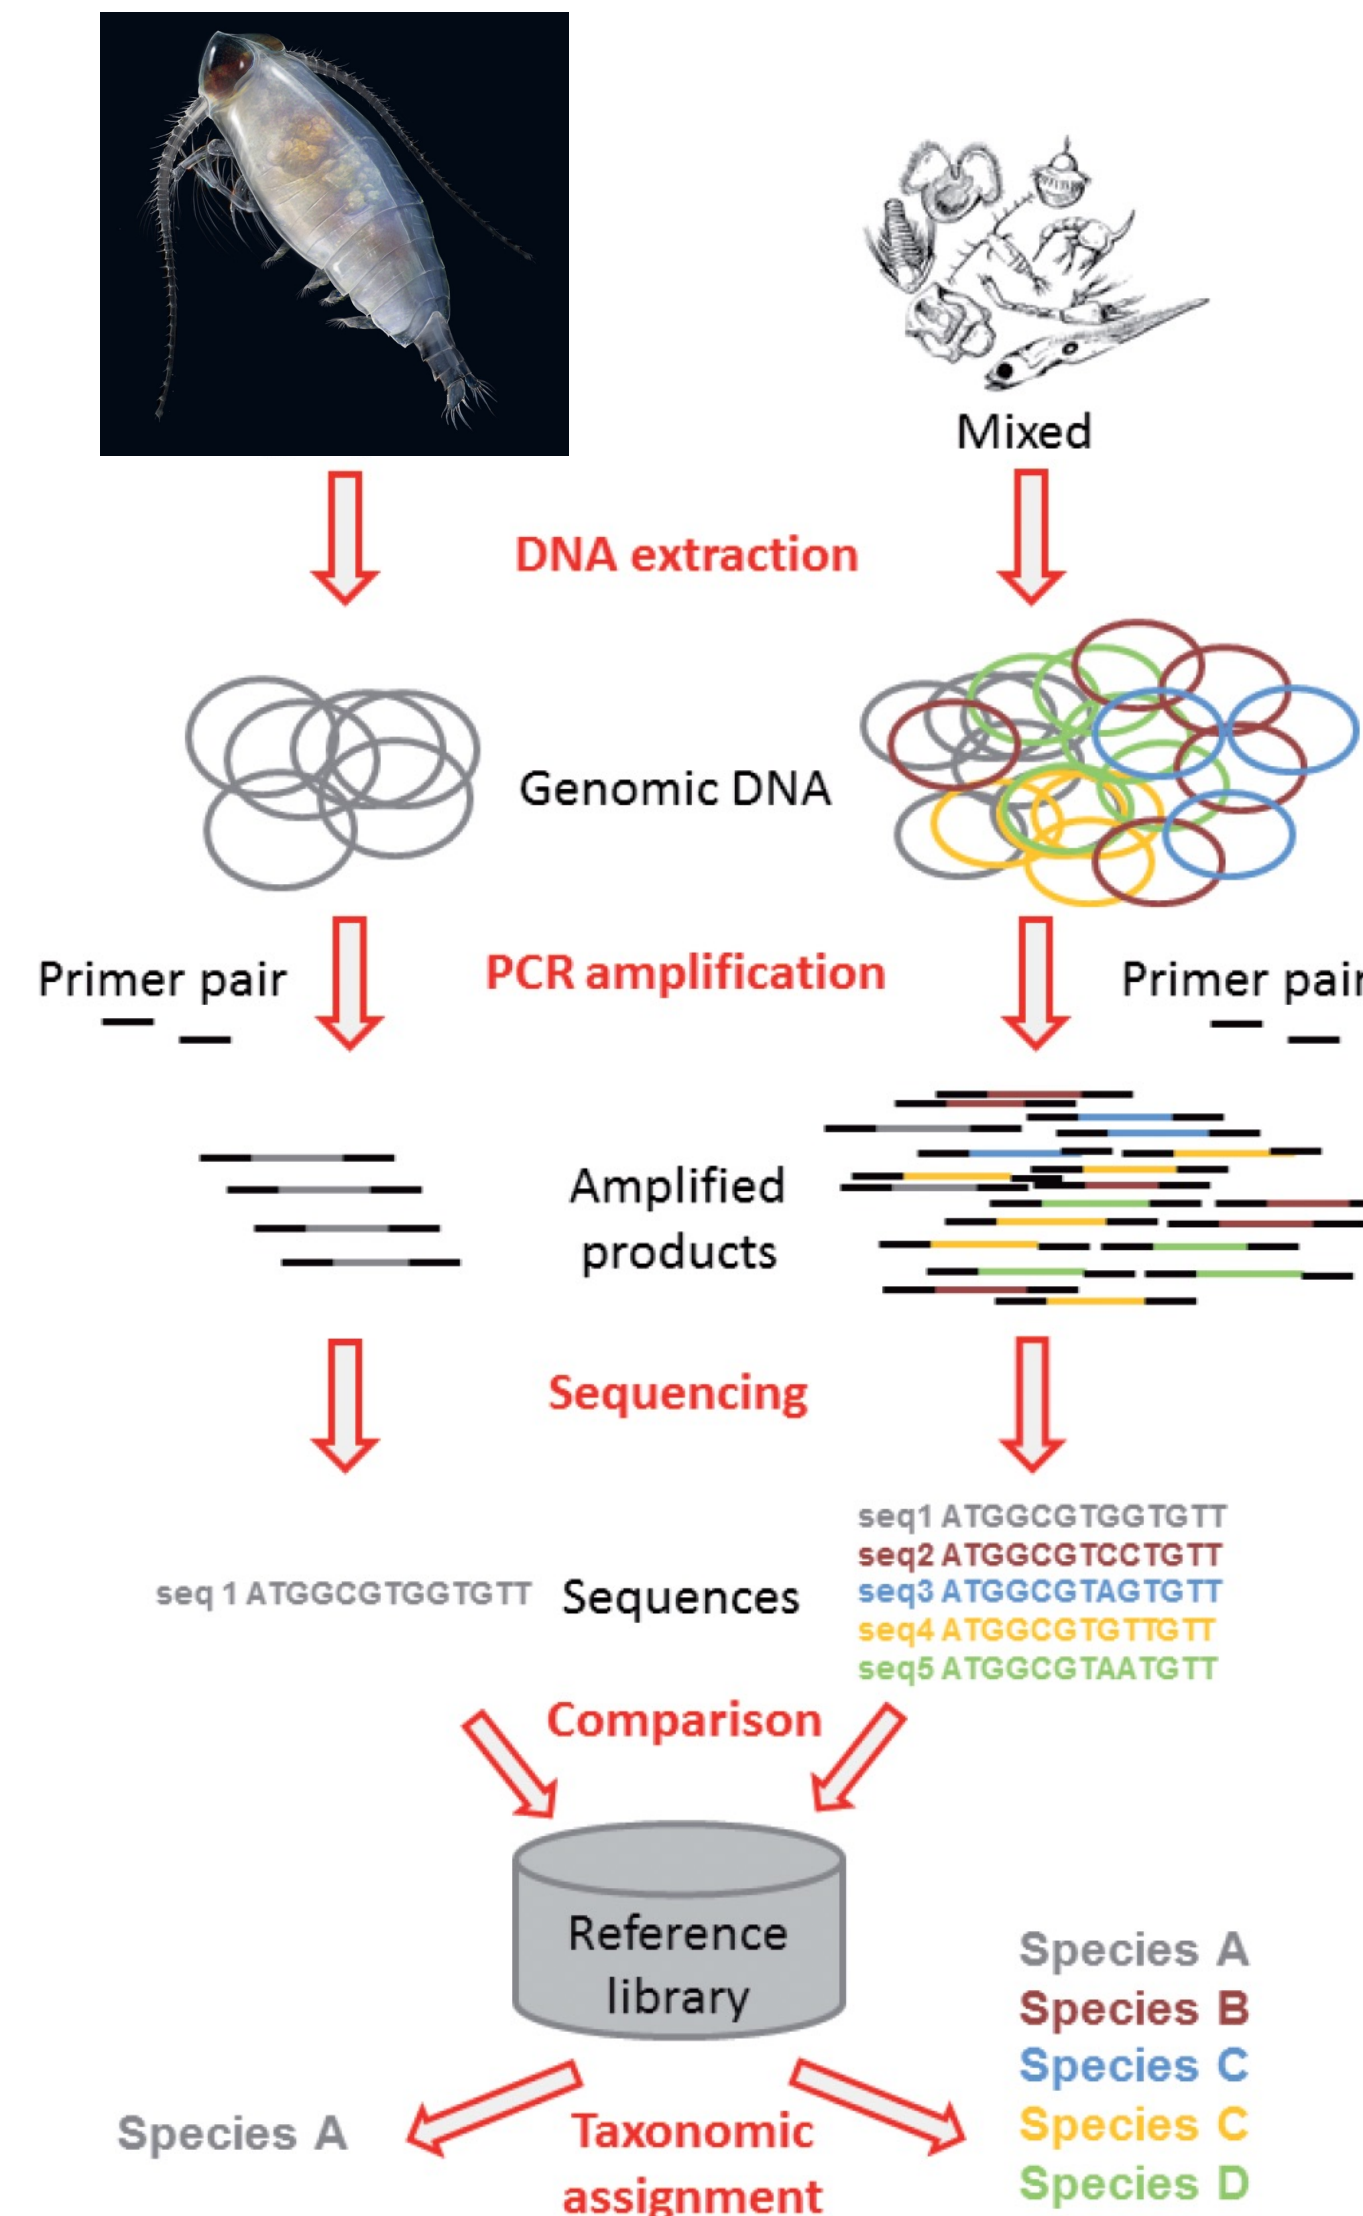 Mixed
DNA extraction
Genomic DNA
Primer pair
PCR amplification
Primer pair
Amplified
products
Sequencing
seq 1 ATGGCGTGGTGTT
Sequences
seq1 ATGGCGTGGTGTT
seq2 ATGGCGTCCTGTT
seq3 ATGGCGTAGTGTT
seq4 ATGGCGTGTTGTT
seq5 ATGGCGTAATGTT
Comparison
Reference
library
Species A
Taxonomic
assignment
Species A
Species B
Species C
Species C
Species D